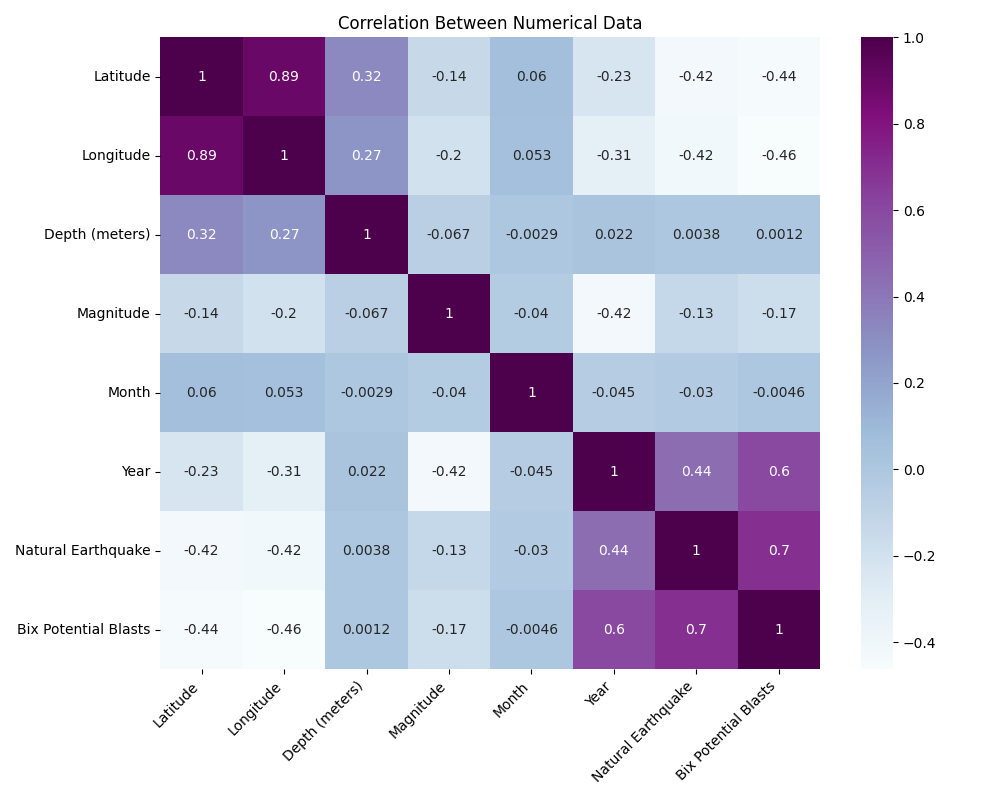 Correlation Between Numerical Data
Latitude 1 0.89 0.32 -0.14 0.06 -0.23 -0.42 -0.44
Longitude 0.89 1 0.27 -0.2 0.053 -0.31 -0.42 -0.46
Depth (meters) 0.32 0.27 1 -0.067 -0.0029 0.022 0.0038 0.0012
Magnitude -0.14 -0.2 -0.067 1 -0.04 -0.42 -0.13 -0.17
Month 0.06 0.053 -0.0029 -0.04 1 -0.045 -0.03 -0.0046
Year -0.23 -0.31 0.022 -0.42 -0.045 1 0.44 0.6
Natural Earthquake -0.42 -0.42 0.0038 -0.13 -0.03 0.44 1 0.7
Bix Potential Blasts -0.44 -0.46 0.0012 -0.17 -0.0046 0.6 0.7 1
Latitude
Longitude
Depth (meters)
Magnitude
Month
Year
Natural Earthquake
Bix Potential Blasts
1.0
0.8
0.6
0.4
0.2
0.0
−0.2
−0.4